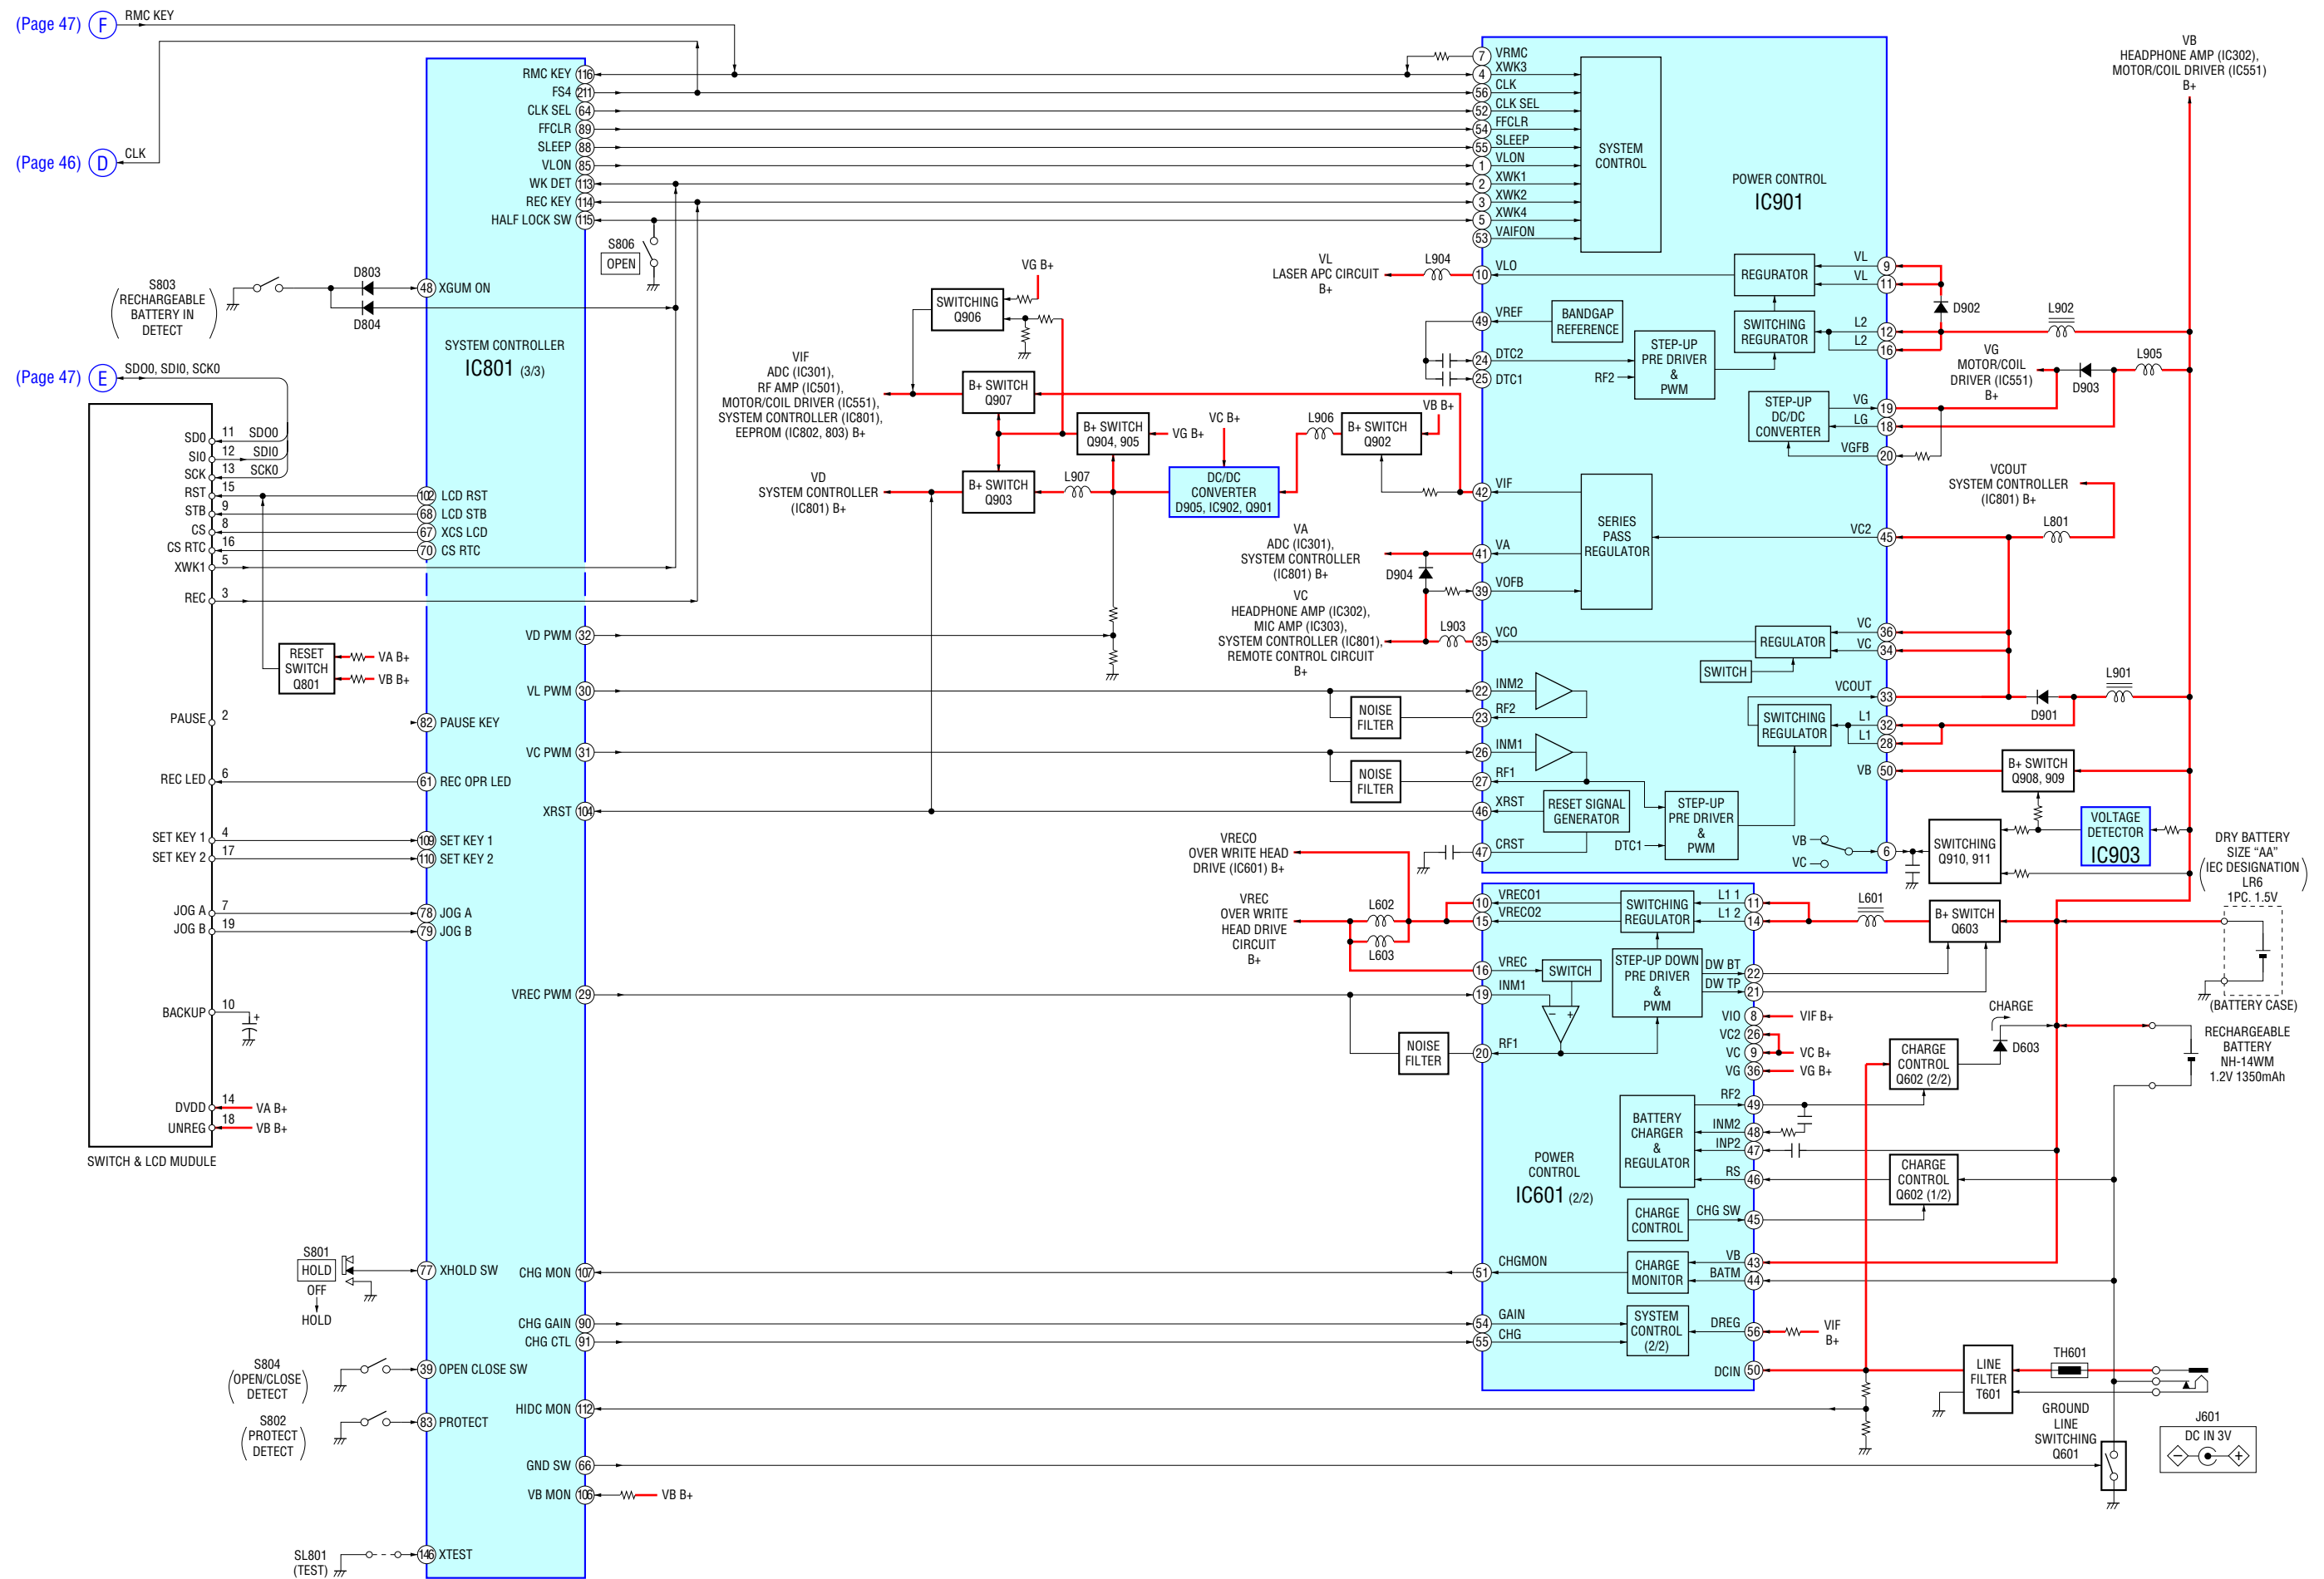 (Page 47) F RMC KEY
(Page 46) D CLK
S803
RECHARGEABLE
BATTERY IN
DETECT
D803
D804
(Page 47) E SDO0, SDI0, SCK0
SD0 11 SDO0
SI0 12 SDI0
SCK 13 SCK0
RST 15
STB 9
CS 8
CS RTC 16
XWK1 5
REC 3
RESET
SWITCH
Q801
VA B+
VB B+
PAUSE 2
REC LED 6
SET KEY 1 4
SET KEY 2 17
JOG A 7
JOG B 19
BACKUP 10
+
DVDD 14 VA B+
UNREG 18 VB B+
SWITCH & LCD MUDULE
S801
HOLD
OFF
HOLD
S804
OPEN/CLOSE
DETECT
S802
PROTECT
DETECT
SL801
(TEST)
SYSTEM CONTROLLER
IC801 (3/3)
48 XGUM ON
102 LCD RST
68 LCD STB
67 XCS LCD
70 CS RTC
82 PAUSE KEY
61 REC OPR LED
109 SET KEY 1
110 SET KEY 2
78 JOG A
79 JOG B
77 XHOLD SW
39 OPEN CLOSE SW
83 PROTECT
146 XTEST
RMC KEY 116
FS4 211
CLK SEL 64
FFCLR 89
SLEEP 88
VLON 85
WK DET 113
REC KEY 114
HALF LOCK SW 115
VD PWM 32
VL PWM 30
VC PWM 31
XRST 104
VREC PWM 29
CHG MON 107
CHG GAIN 90
CHG CTL 91
HIDC MON 112
GND SW 66
VB MON 106 VB B+
S806
OPEN
VG B+
SWITCHING
Q906
VIF
ADC (IC301),
RF AMP (IC501),
MOTOR/COIL DRIVER (IC551),
SYSTEM CONTROLLER (IC801),
EEPROM (IC802, 803) B+
B+ SWITCH
Q907
VD
SYSTEM CONTROLLER
(IC801) B+
B+ SWITCH
Q903
L907
B+ SWITCH
Q904, 905
VG B+
VC B+
DC/DC
CONVERTER
D905, IC902, Q901
L906
B+ SWITCH
Q902
VB B+
VL
LASER APC CIRCUIT
B+
L904
VA
ADC (IC301),
SYSTEM CONTROLLER
(IC801) B+
D904
VC
HEADPHONE AMP (IC302),
MIC AMP (IC303),
SYSTEM CONTROLLER (IC801),
REMOTE CONTROL CIRCUIT
B+
L903
NOISE
FILTER
NOISE
FILTER
VRECO
OVER WRITE HEAD
DRIVE (IC601) B+
VREC
OVER WRITE
HEAD DRIVE
CIRCUIT
B+
L602
L603
NOISE
FILTER
POWER CONTROL
IC901
7 VRMC
4 XWK3
56 CLK
52 CLK SEL
54 FFCLR
55 SLEEP
1 VLON
2 XWK1
3 XWK2
5 XWK4
53 VAIFON
SYSTEM
CONTROL
10 VLO
49 VREF
24 DTC2
25 DTC1
BANDGAP
REFERENCE
RF2
STEP-UP
PRE DRIVER
&
PWM
REGURATOR
SWITCHING
REGURATOR
STEP-UP
DC/DC
CONVERTER
42 VIF
41 VA
39 VOFB
35 VCO
SERIES
PASS
REGULATOR
REGULATOR
SWITCH
22 INM2
23 RF2
26 INM1
27 RF1
46 XRST
47 CRST
RESET SIGNAL
GENERATOR
DTC1
STEP-UP
PRE DRIVER
&
PWM
SWITCHING
REGULATOR
VB
VC
VL 9
VL 11
L2 12
L2 16
VG 19
LG 18
VGFB 20
VC2 45
VC 36
VC 34
VCOUT 33
L1 32
L1 28
VB 50
6
VB
HEADPHONE AMP (IC302),
MOTOR/COIL DRIVER (IC551)
B+
D902
L902
VG
MOTOR/COIL
DRIVER (IC551)
B+
D903
L905
VCOUT
SYSTEM CONTROLLER
(IC801) B+
L801
D901
L901
B+ SWITCH
Q908, 909
SWITCHING
Q910, 911
VOLTAGE
DETECTOR
IC903
DRY BATTERY
SIZE “AA”
IEC DESIGNATION
LR6
1PC. 1.5V
(BATTERY CASE)
POWER
CONTROL
IC601 (2/2)
10 VRECO1
15 VRECO2
16 VREC
19 INM1
20 RF1
SWITCHING
REGULATOR
SWITCH
− +
STEP-UP DOWN
PRE DRIVER
&
PWM
L1 1 11
L1 2 14
DW BT 22
DW TP 21
VIO 8 VIF B+
VC2 26
VC 9 VC B+
VG 36 VG B+
BATTERY
CHARGER
&
REGULATOR
RF2 49
INM2 48
INP2 47
RS 46
CHARGE
CONTROL
CHG SW 45
51 CHGMON
CHARGE
MONITOR
VB 43
BATM 44
54 GAIN
55 CHG
SYSTEM
CONTROL
(2/2)
DREG 56 VIF
B+
DCIN 50
L601
B+ SWITCH
Q603
CHARGE
D603
CHARGE
CONTROL
Q602 (2/2)
CHARGE
CONTROL
Q602 (1/2)
RECHARGEABLE
BATTERY
NH-14WM
1.2V 1350mAh
LINE
FILTER
T601
TH601
GROUND
LINE
SWITCHING
Q601
J601
DC IN 3V
− +